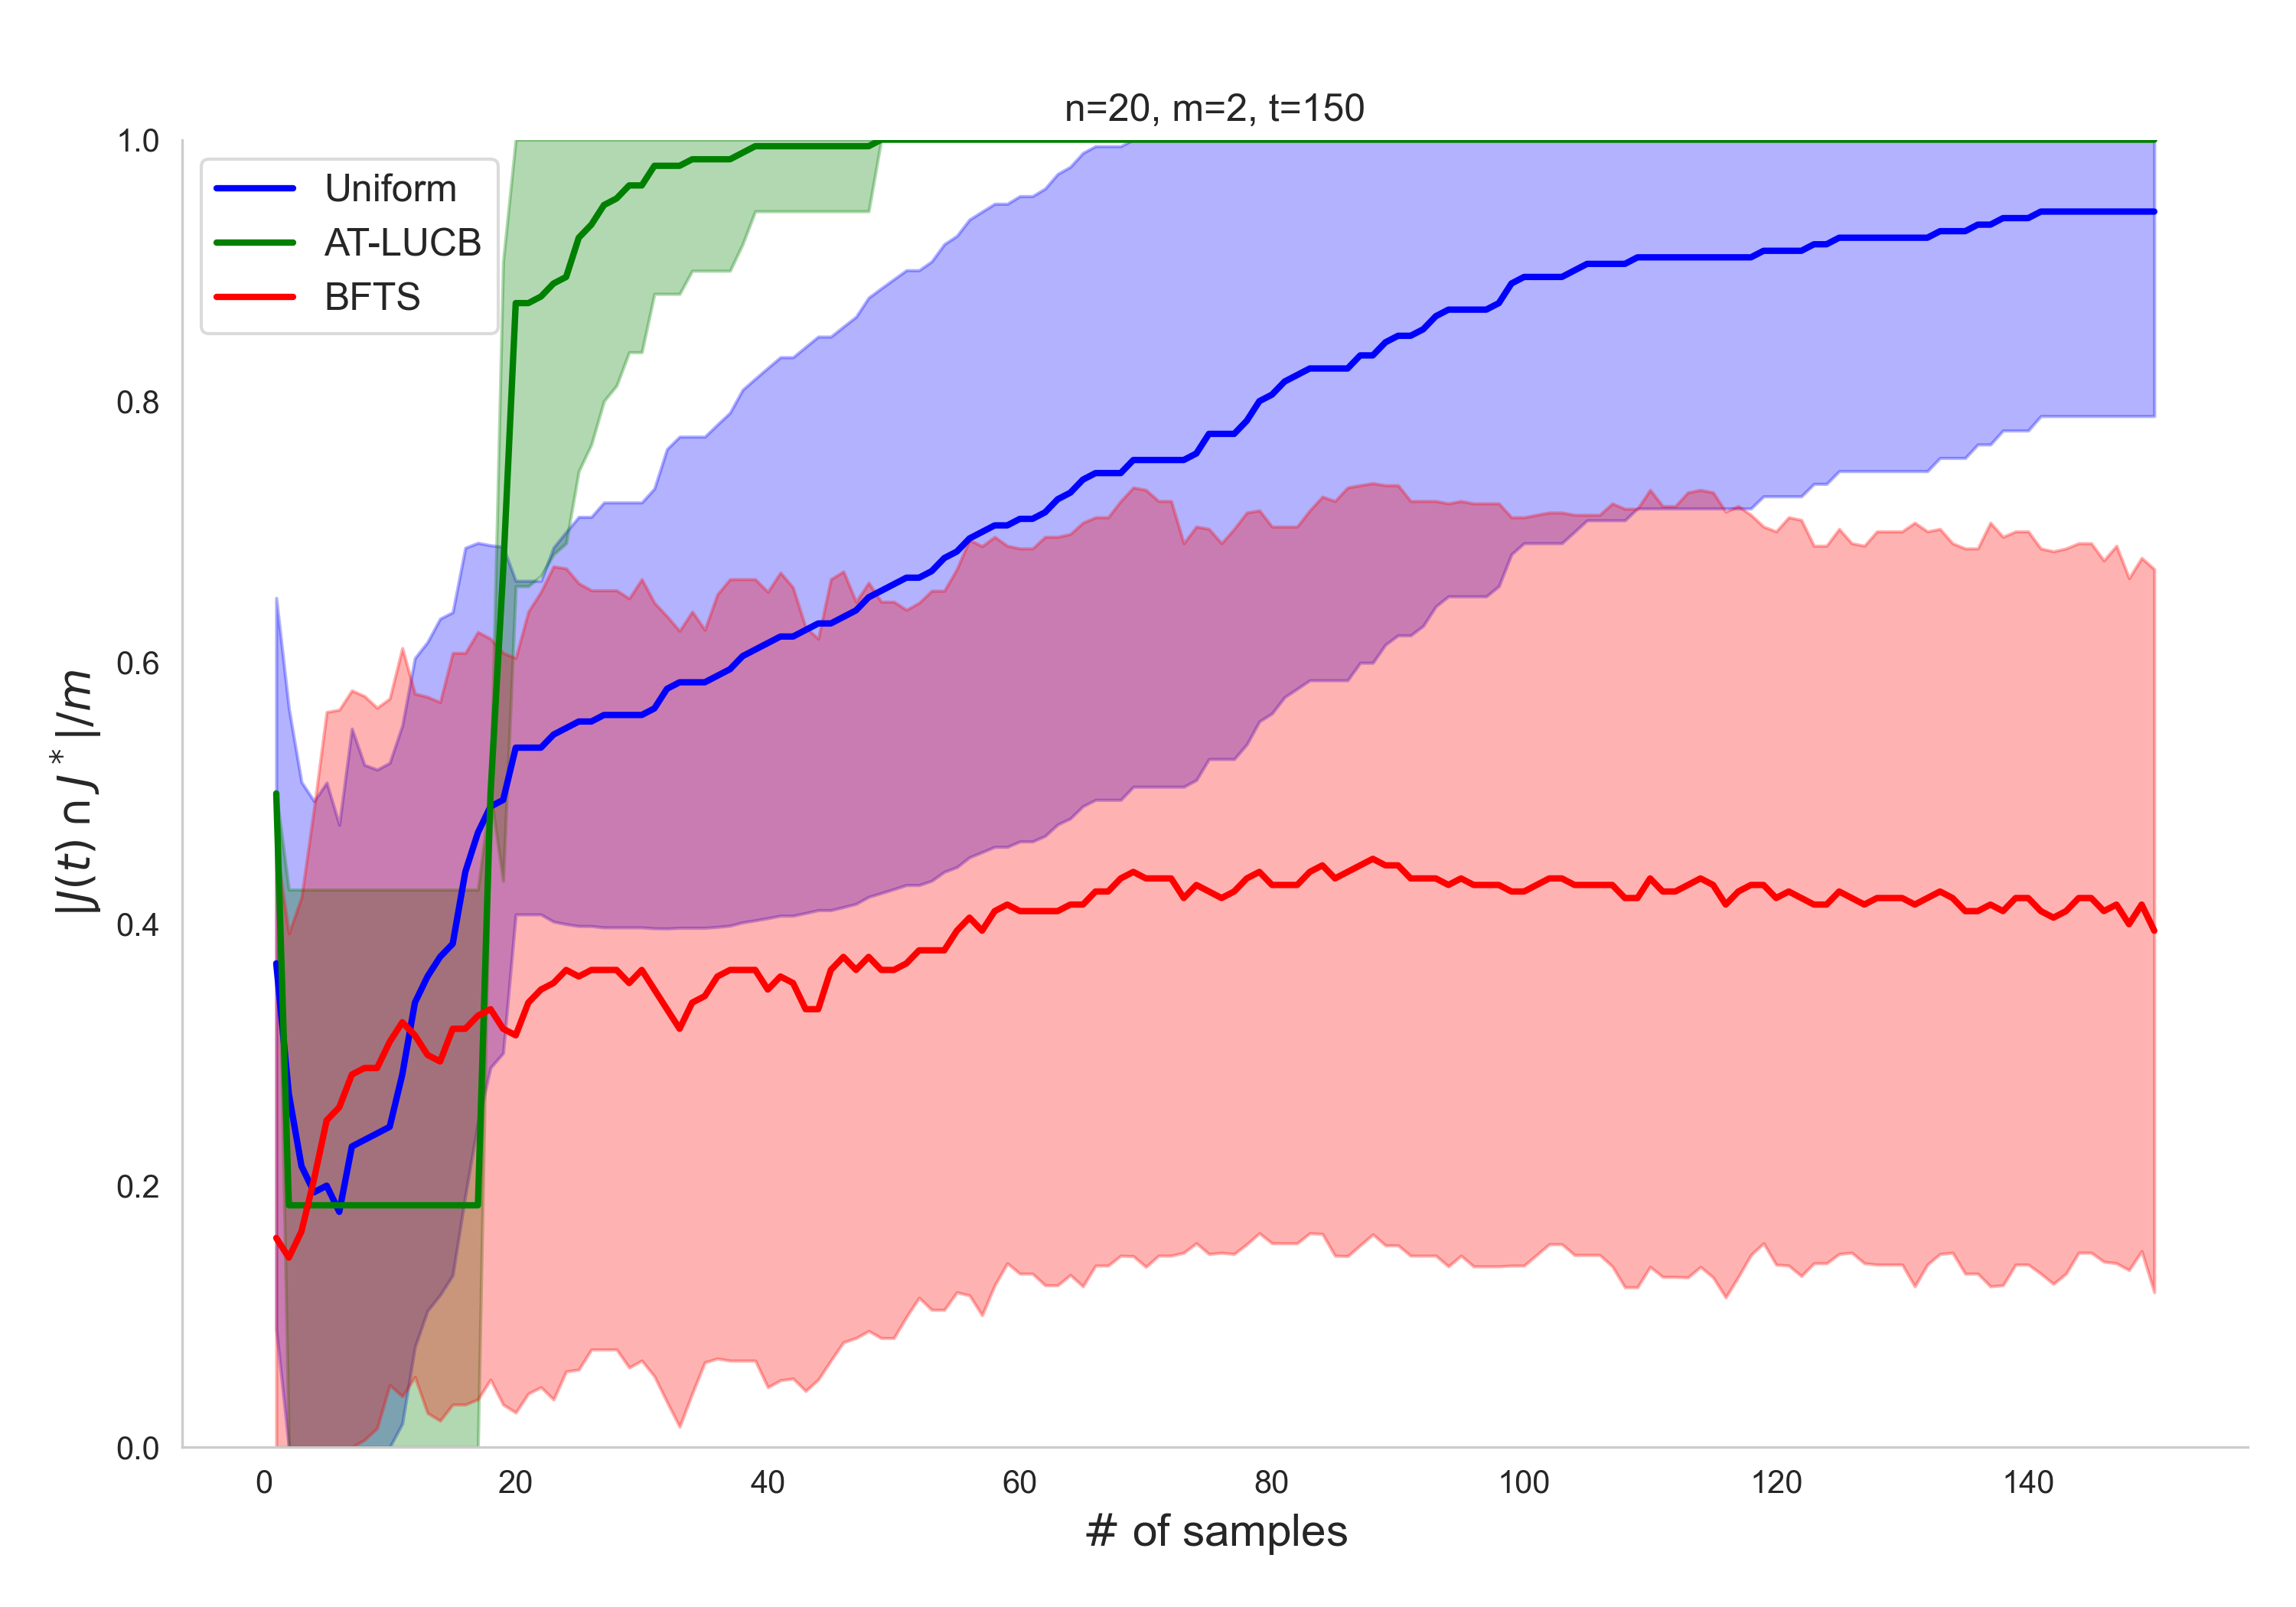 n=20, m=2, t=150
1.0
0.8
0.6
0.4
0.2
0.0
Uniform
AT-LUCB
BFTS
|J(t) ∩ J*|/m
0 20 40 60 80 100 120 140
# of samples